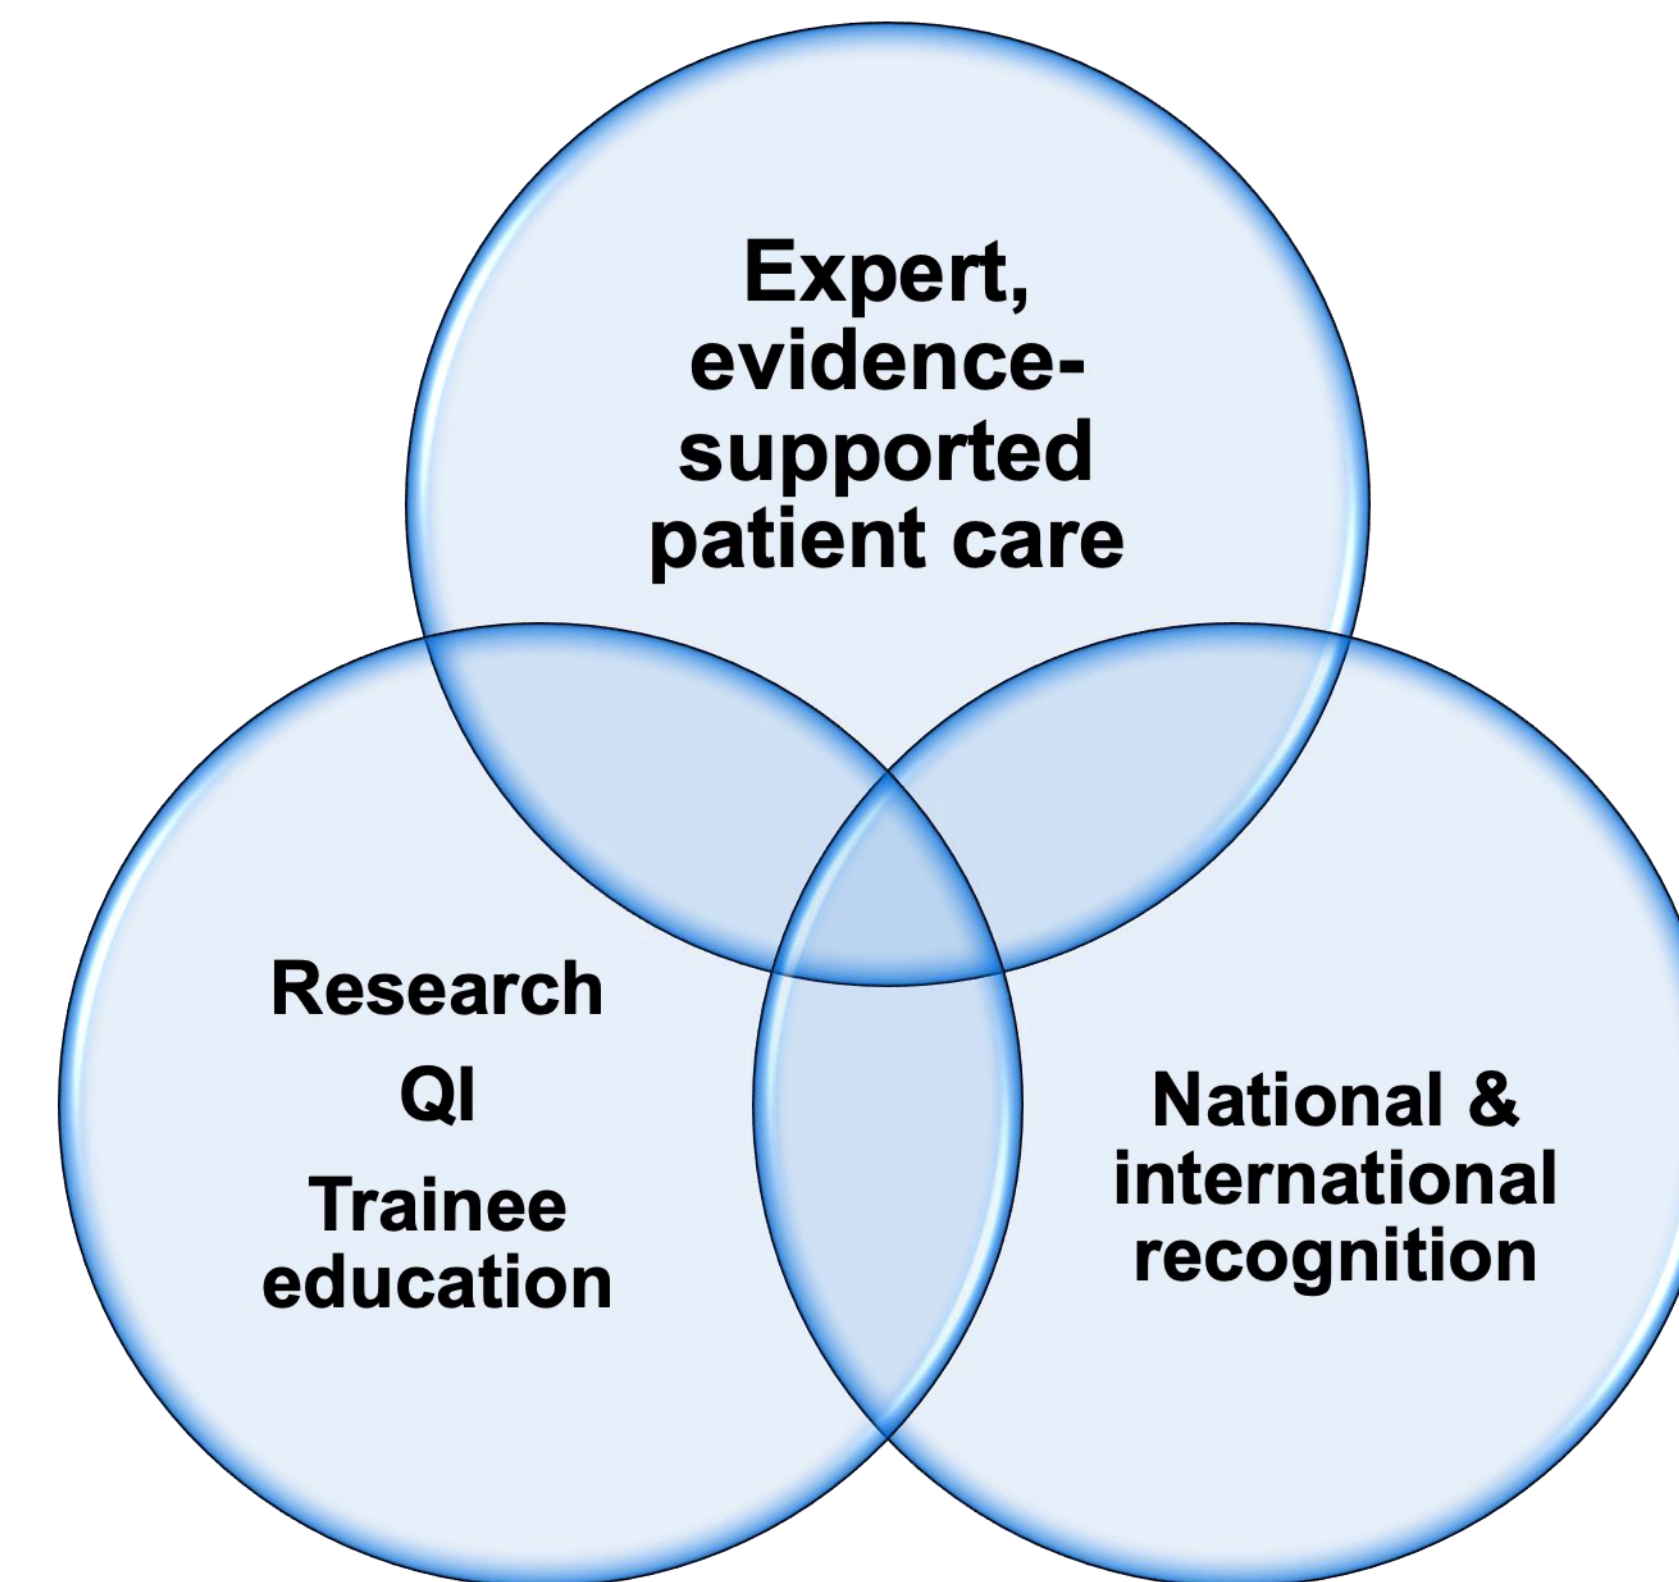 Expert,
evidence-
supported
patient care
Research
QI
Trainee
education
National &
international
recognition